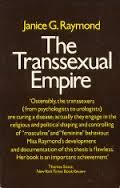 Janice G. Raymond
The
Transsexual
Empire
"Ostensibly, the transsexers
(from psychologists to urologists)
are curing a disease; actually they engage in the
religious and political shaping and controlling
of "masculine" and "feminine" behaviour.
Miss Raymond's development
and documentation of this thesis is flawless.
Her book is an important achievement"
Thomas Szasz,
New York Times Book Review